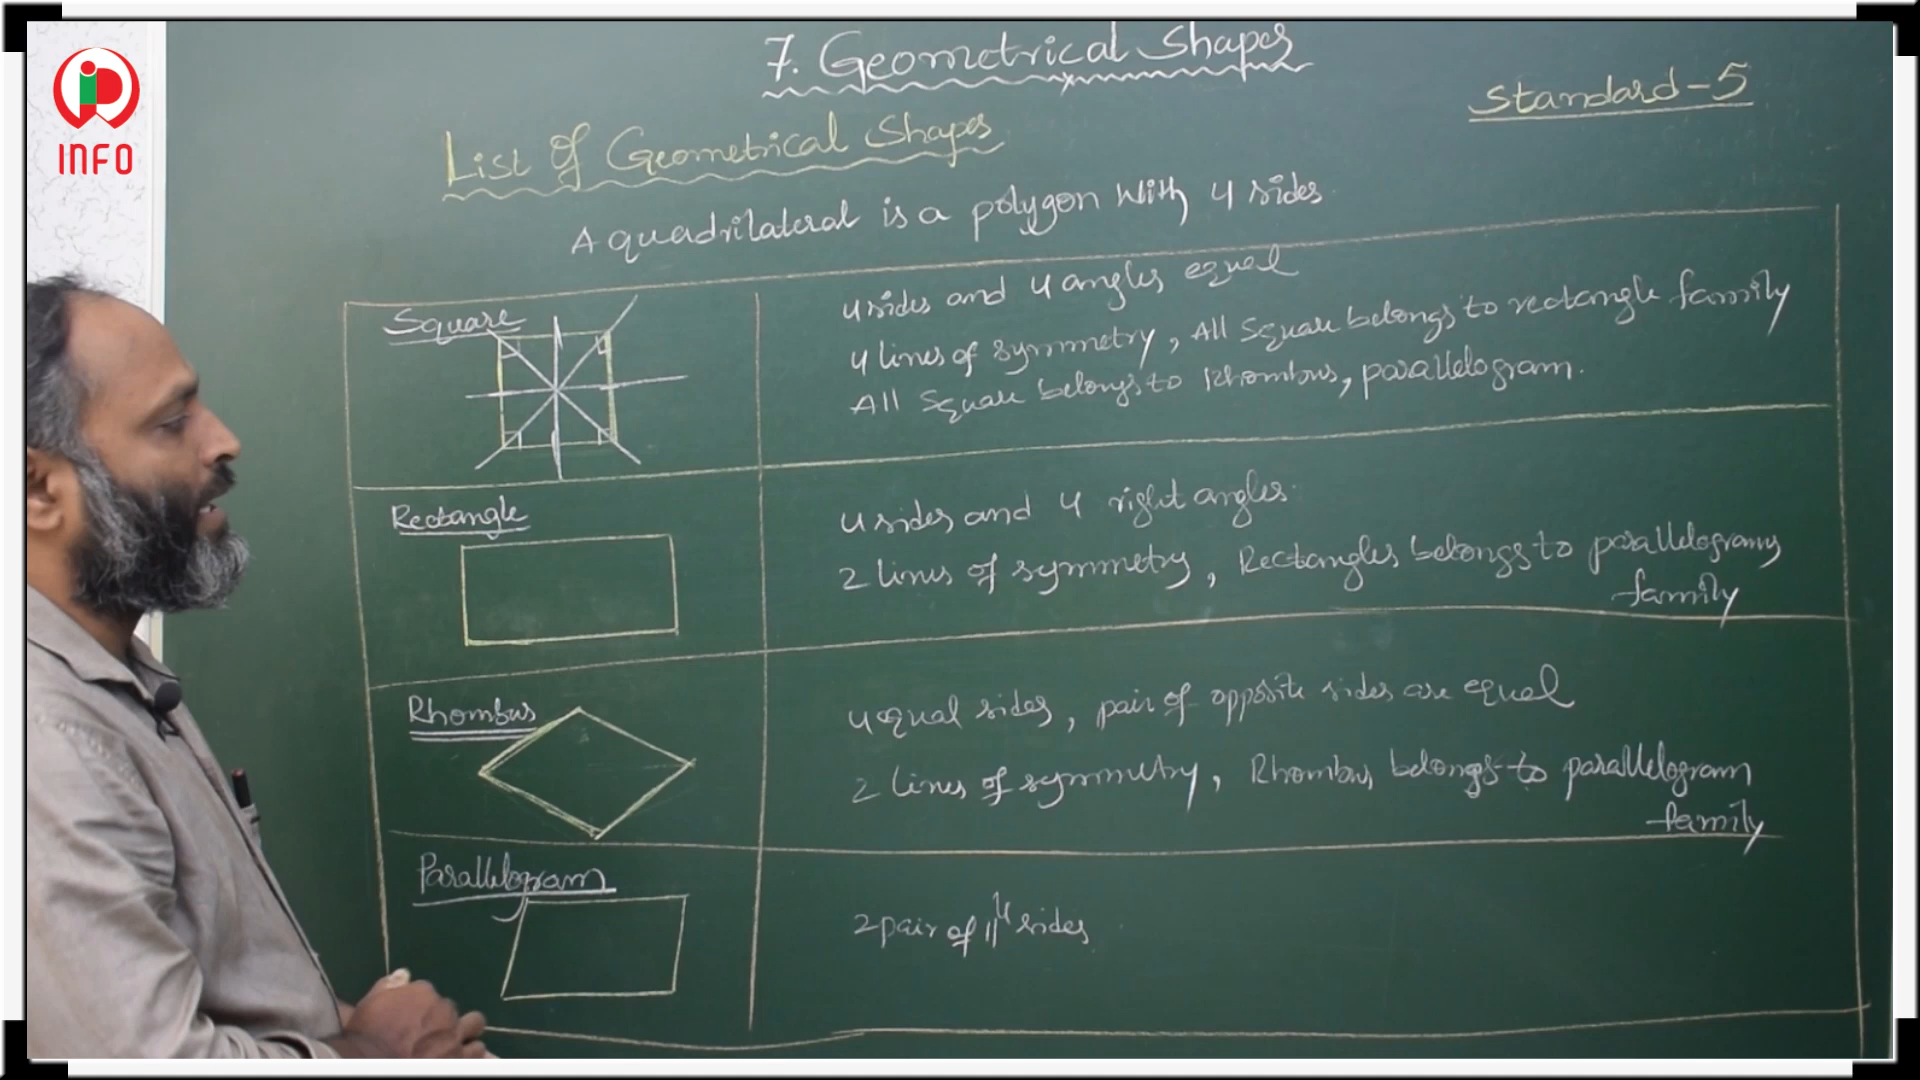 INFO
7. Geometrical Shapes
Standard-5
List Of Geometrical Shapes
A quadrilateral is a polygon with 4 sides
Square
4 sides and 4 angles equal
4 lines of symmetry, All Square belongs to rectangle family
All Square belongs to Rhombus, parallelogram.
Rectangle
4 sides and 4 right angles
2 lines of symmetry, Rectangles belongs to parallelograms
family
Rhombus
4 equal sides, pair of opposite sides are equal
2 lines of symmetry, Rhombus belongs to parallelogram
family
Parallelogram
2 pair of ||ll sides